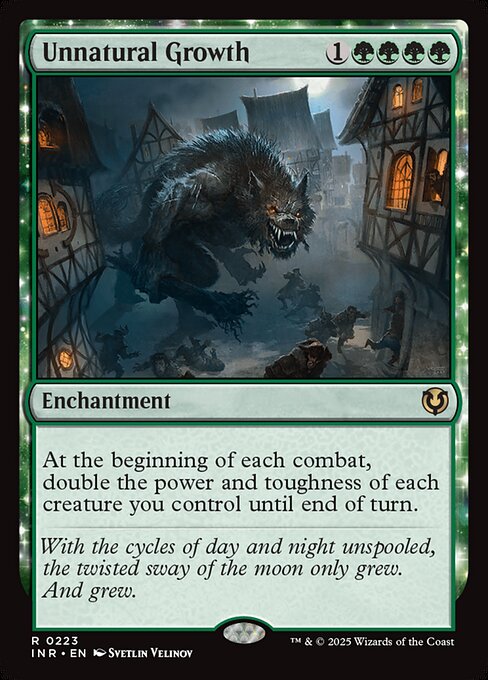 Unnatural Growth 1
Enchantment
At the beginning of each combat,
double the power and toughness of each
creature you control until end of turn.
With the cycles of day and night unspooled,
the twisted sway of the moon only grew.
And grew.
R 0223
INR • EN Svetlin Velinov
™ & © 2025 Wizards of the Coast